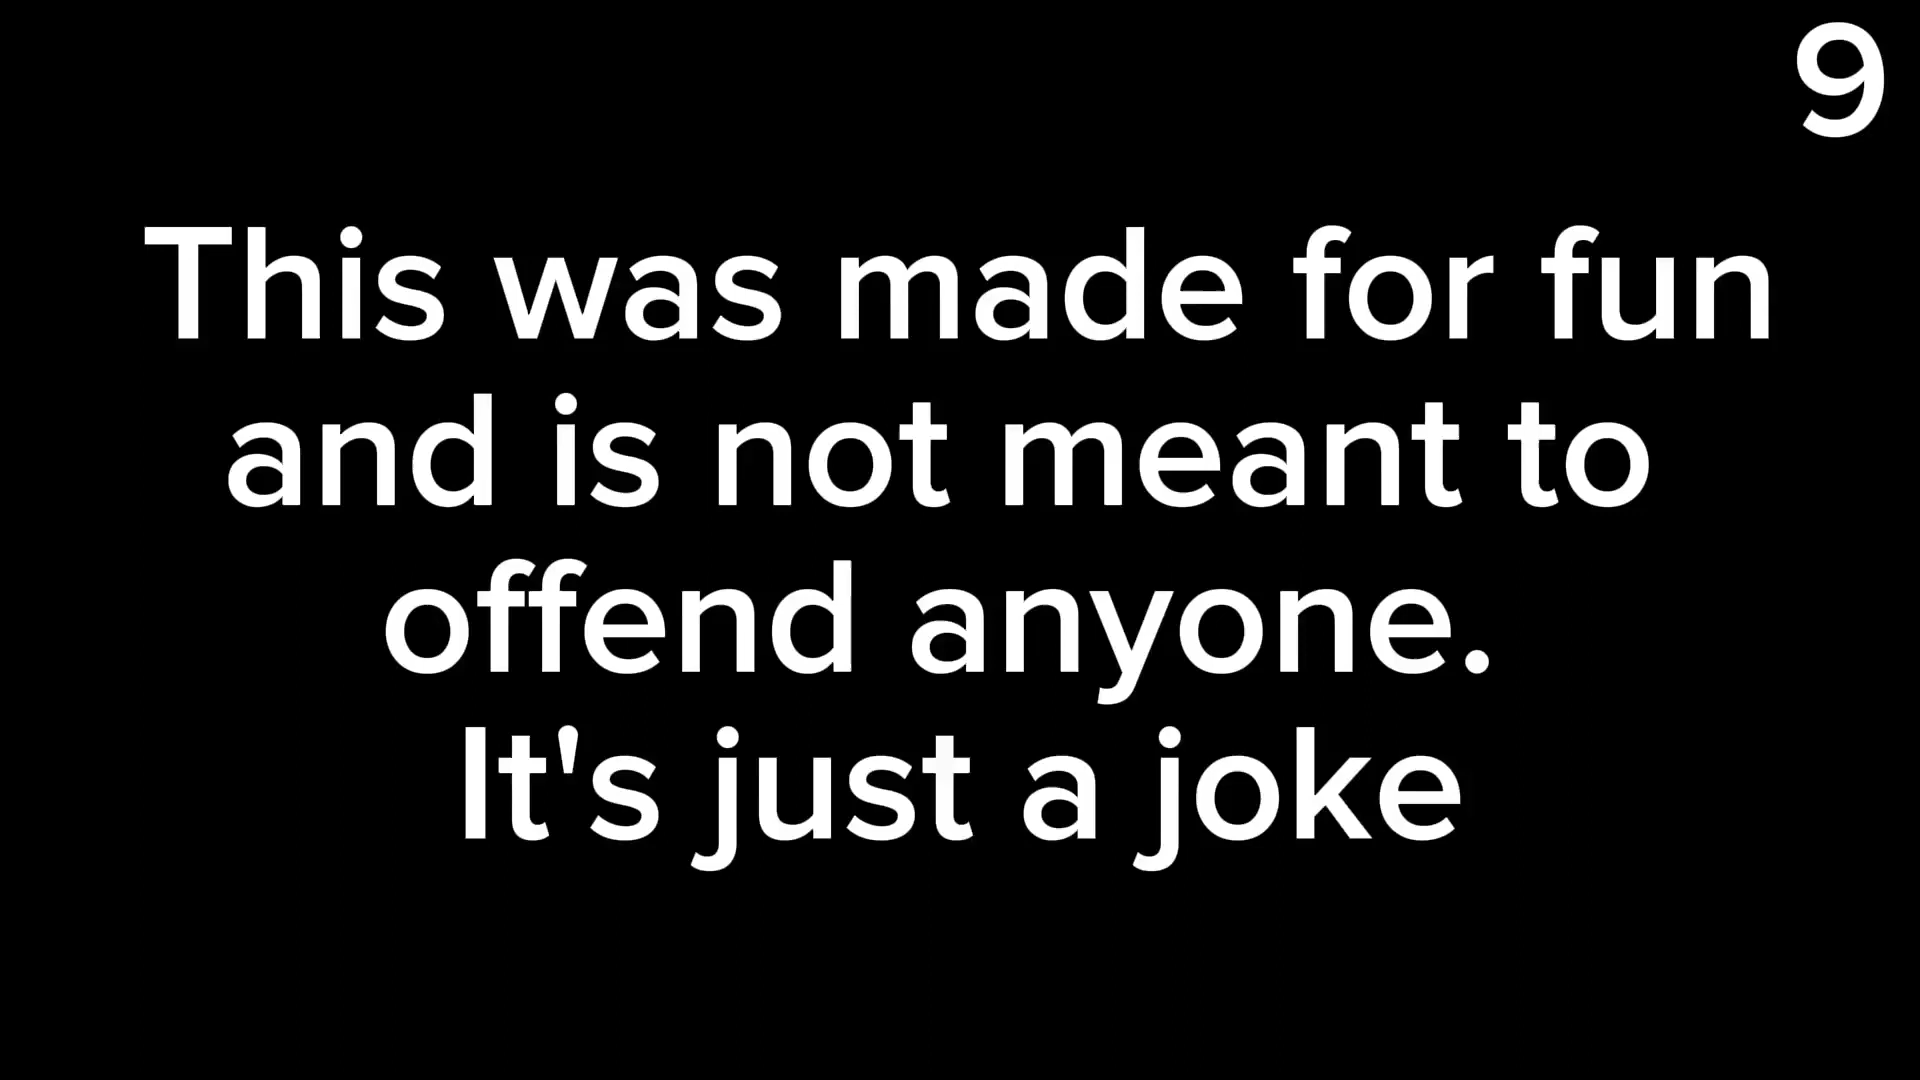 9
This was made for fun
and is not meant to
offend anyone.
It's just a joke